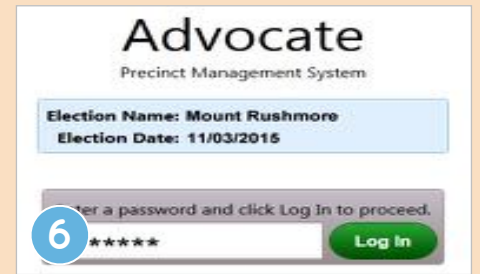 Advocate
Precinct Management System
Election Name: Mount Rushmore
Election Date: 11/03/2015
a password and click Log In to proceed.
6 ***** Log In